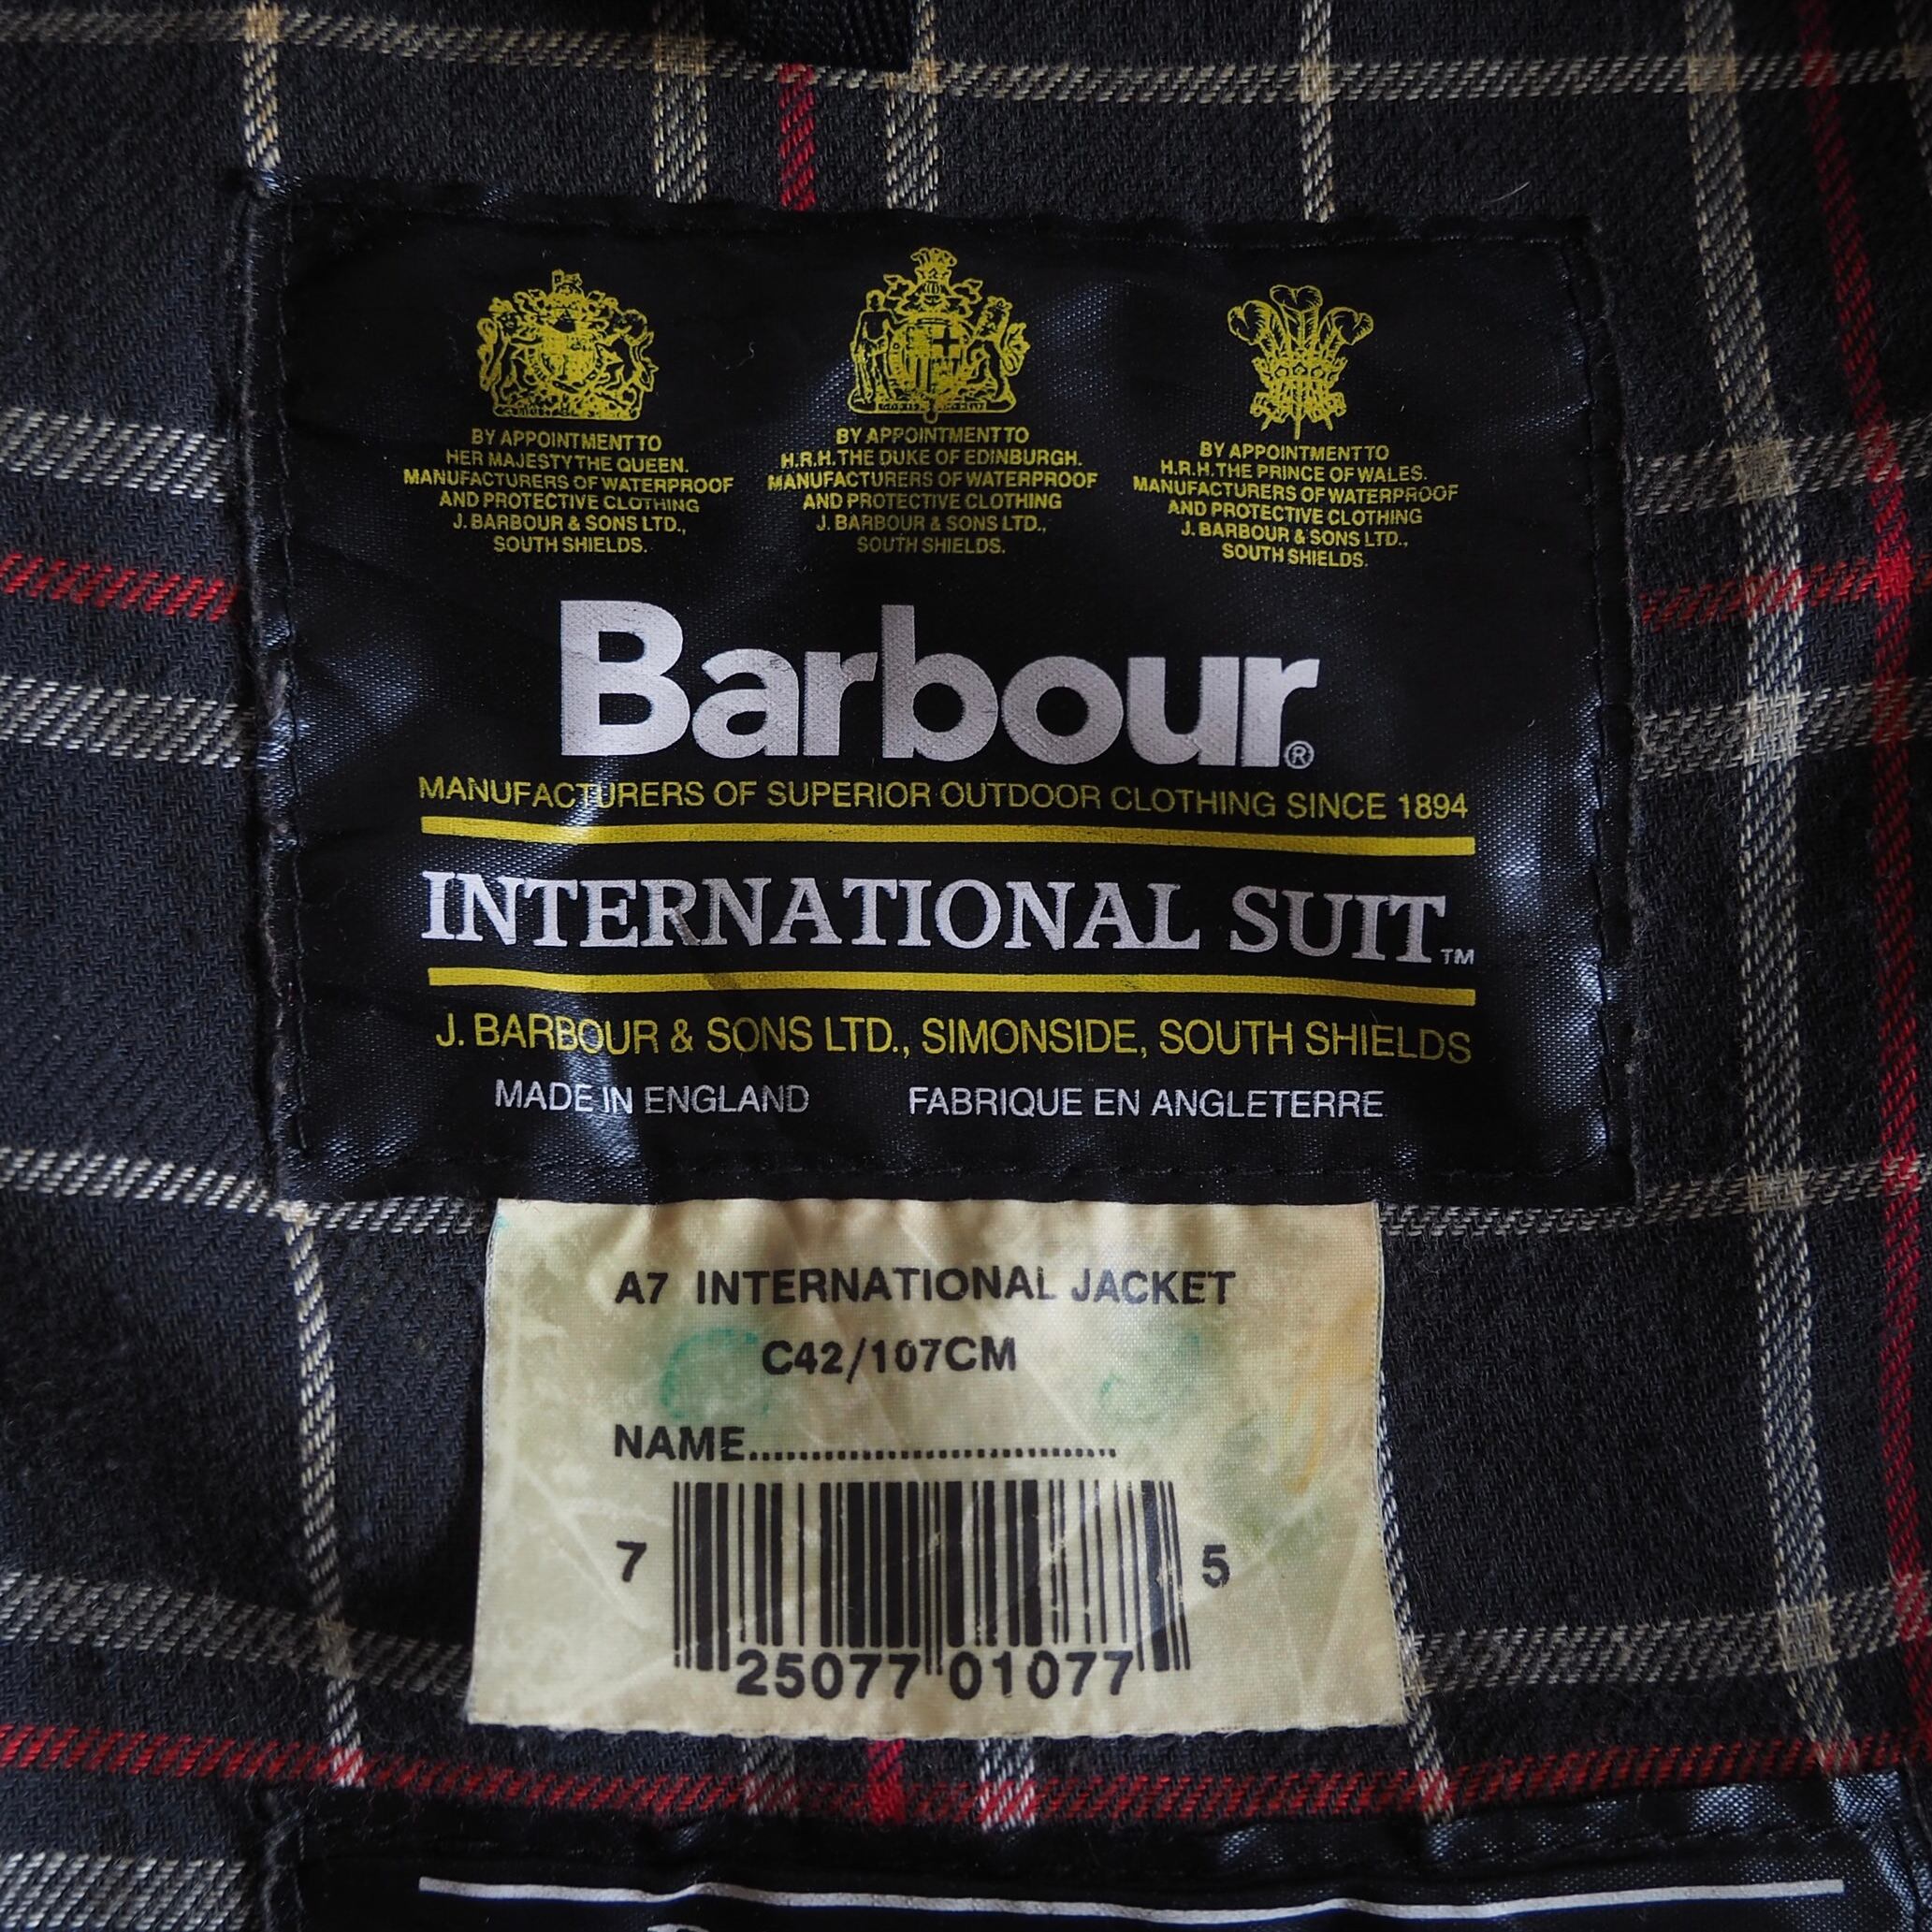 BY APPOINTMENT TO
HER MAJESTY THE QUEEN.
MANUFACTURERS OF WATERPROOF
AND PROTECTIVE CLOTHING
J. BARBOUR & SONS LTD.,
SOUTH SHIELDS.
BY APPOINTMENT TO
H.R.H. THE DUKE OF EDINBURGH.
MANUFACTURERS OF WATERPROOF
AND PROTECTIVE CLOTHING
J. BARBOUR & SONS LTD.,
SOUTH SHIELDS.
BY APPOINTMENT TO
H.R.H. THE PRINCE OF WALES.
MANUFACTURERS OF WATERPROOF
AND PROTECTIVE CLOTHING
J. BARBOUR & SONS LTD.,
SOUTH SHIELDS.
Barbour®
MANUFACTURERS OF SUPERIOR OUTDOOR CLOTHING SINCE 1894
INTERNATIONAL SUIT™
J. BARBOUR & SONS LTD., SIMONSIDE, SOUTH SHIELDS
MADE IN ENGLAND FABRIQUE EN ANGLETERRE
A7 INTERNATIONAL JACKET
C42/107CM
NAME..............................
7 25077 01077 5